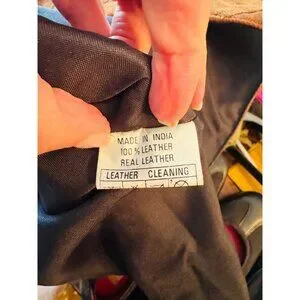 MADE IN INDIA
100% LEATHER
REAL LEATHER
LEATHER CLEANING